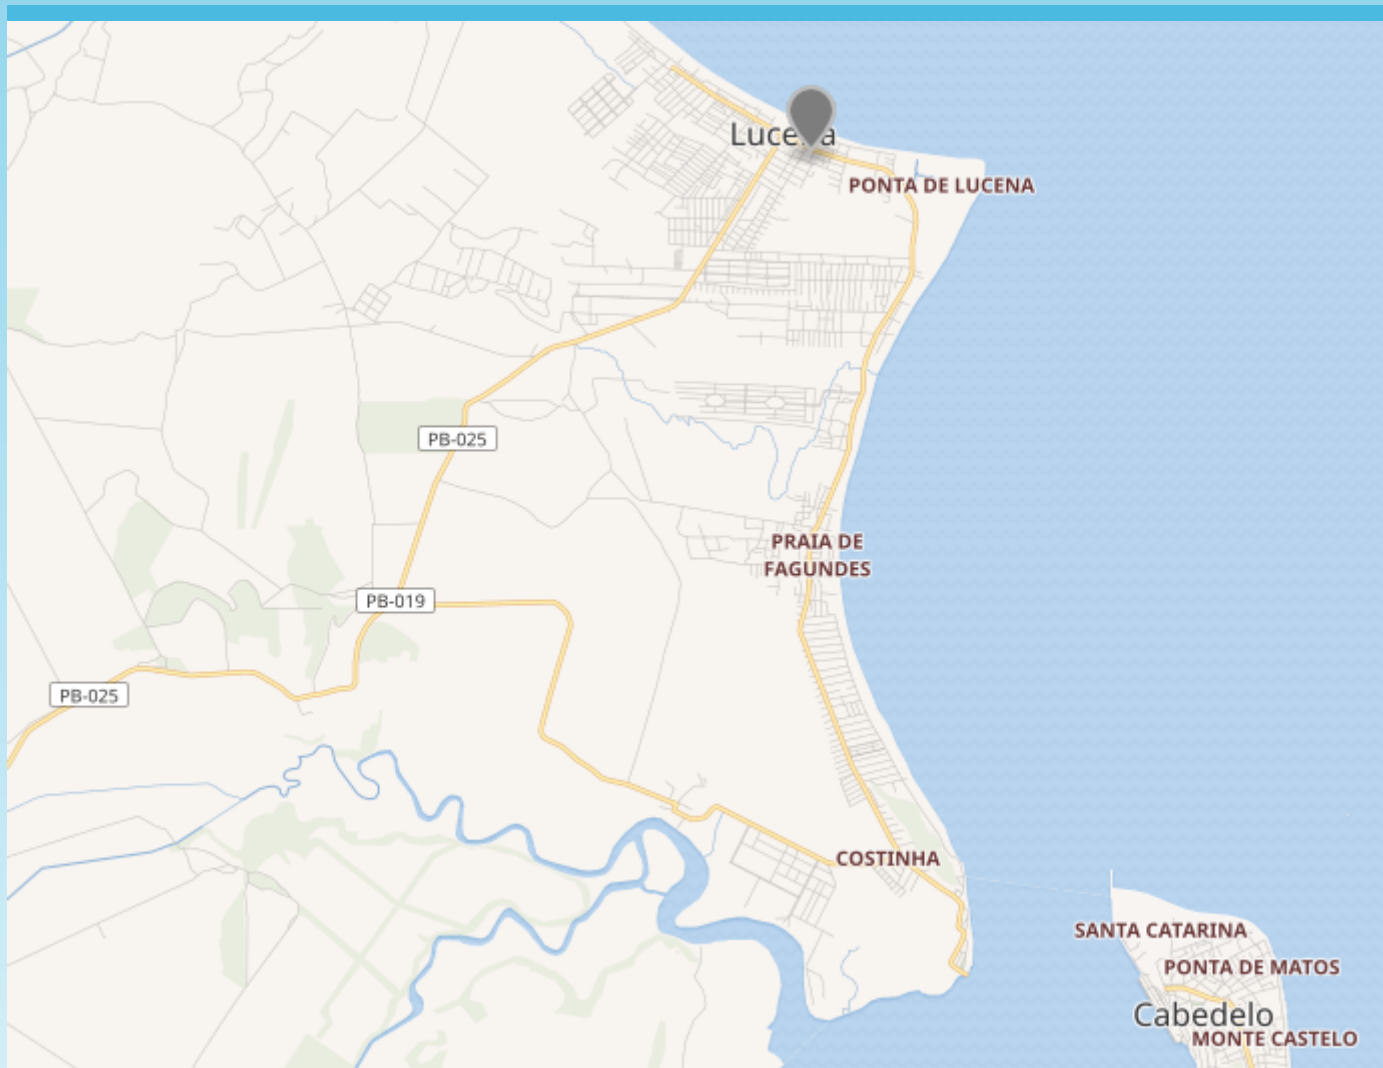 Lucena
PONTA DE LUCENA
PB-025
PRAIA DE
FAGUNDES
PB-019
PB-025
COSTINHA
SANTA CATARINA
PONTA DE MATOS
Cabedelo
MONTE CASTELO